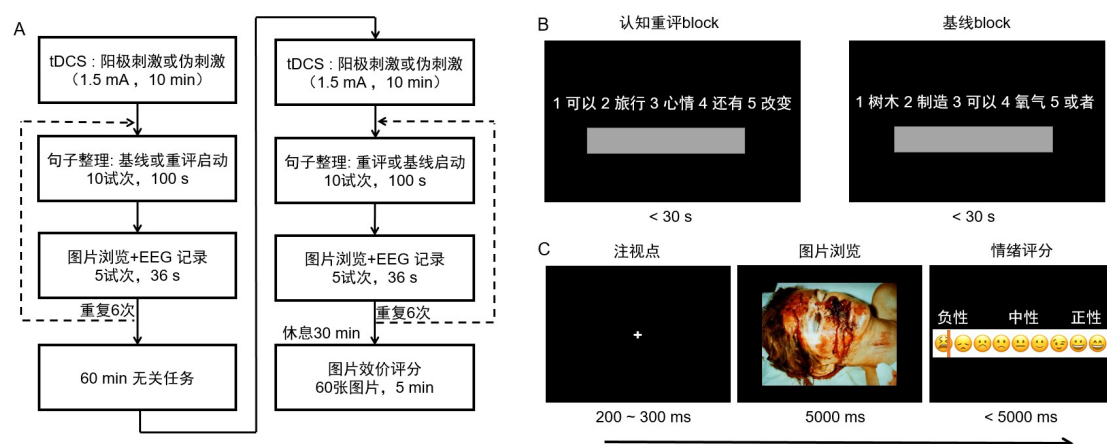 A
tDCS : 阳极刺激或伪刺激
（1.5 mA ，10 min）
句子整理: 基线或重评启动
10试次，100 s
图片浏览+EEG 记录
5试次，36 s
重复6次
60 min 无关任务
tDCS : 阳极刺激或伪刺激
（1.5 mA ，10 min）
句子整理: 重评或基线启动
10试次，100 s
图片浏览+EEG 记录
5试次，36 s
重复6次
休息30 min
图片效价评分
60张图片，5 min
B
认知重评block
1 可以 2 旅行 3 心情 4 还有 5 改变
< 30 s
基线block
1 树木 2 制造 3 可以 4 氧气 5 或者
< 30 s
C
注视点
200 ~ 300 ms
图片浏览
5000 ms
情绪评分
负性 中性 正性
< 5000 ms